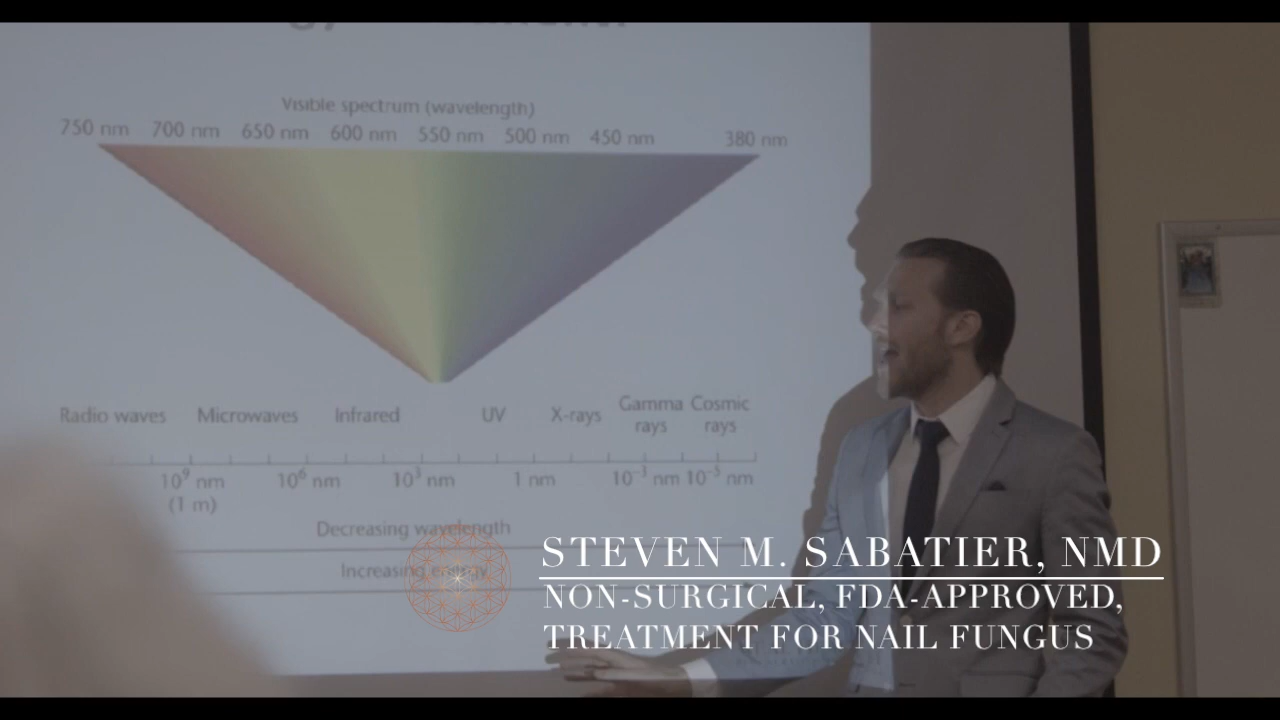 Visible spectrum (wavelength)
750 nm 700 nm 650 nm 600 nm 550 nm 500 nm 450 nm 380 nm
Radio waves Microwaves Infrared UV X-rays Gamma rays Cosmic rays
10⁹ nm (1 m) 10⁶ nm 10³ nm 1 nm 10⁻³ nm 10⁻⁵ nm
Decreasing wavelength
Increasing energy
STEVEN M. SABATIER, NMD
NON-SURGICAL, FDA-APPROVED,
TREATMENT FOR NAIL FUNGUS